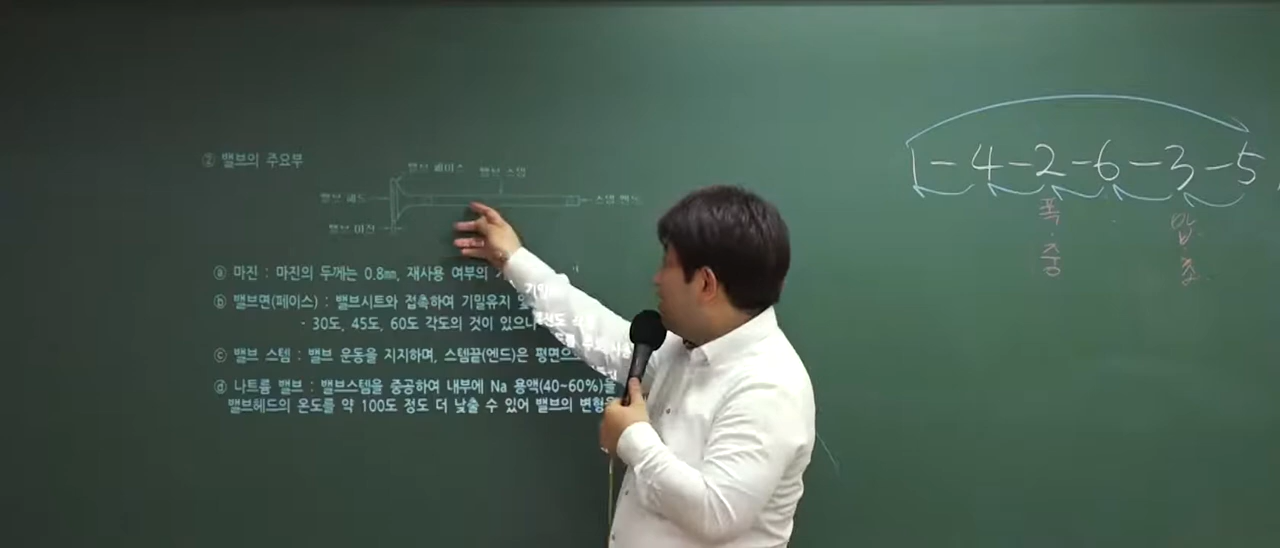 ② 밸브의 주요부
밸브 페이스 밸브 스템
밸브 헤드 스템 엔드
밸브 마진
ⓐ 마진 : 마진의 두께는 0.8mm, 재사용 여부의
ⓑ 밸브면(페이스) : 밸브시트와 접촉하여 기밀유지 및
- 30도, 45도, 60도 각도의 것이 있으나
ⓒ 밸브 스템 : 밸브 운동을 지지하며, 스템끝(엔드)은 평면으로
ⓓ 나트륨 밸브 : 밸브스템을 중공하여 내부에 Na 용액(40~60%)을
밸브헤드의 온도를 약 100도 정도 더 낮출 수 있어 밸브의 변형을
1-4-2-6-3-5
폭 압
중 초